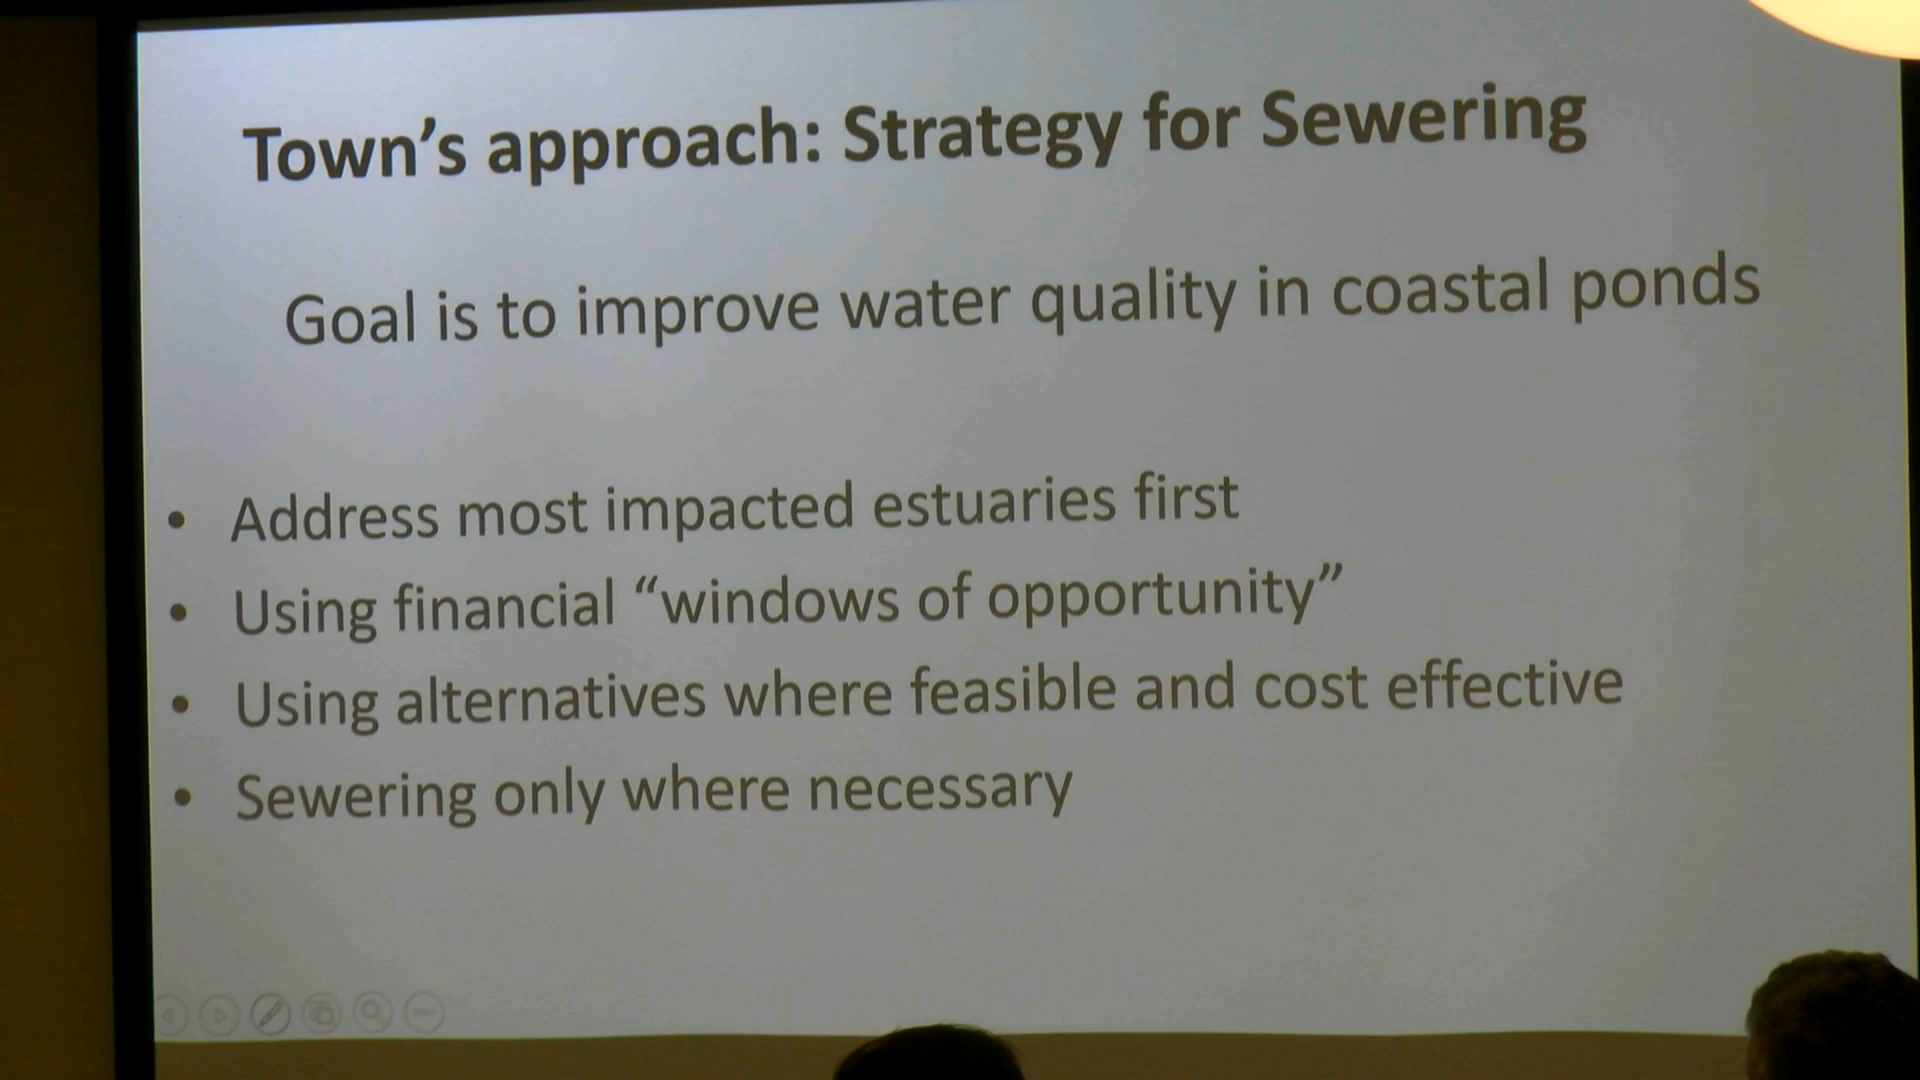 Town’s approach: Strategy for Sewering
Goal is to improve water quality in coastal ponds
• Address most impacted estuaries first
• Using financial “windows of opportunity”
• Using alternatives where feasible and cost effective
• Sewering only where necessary